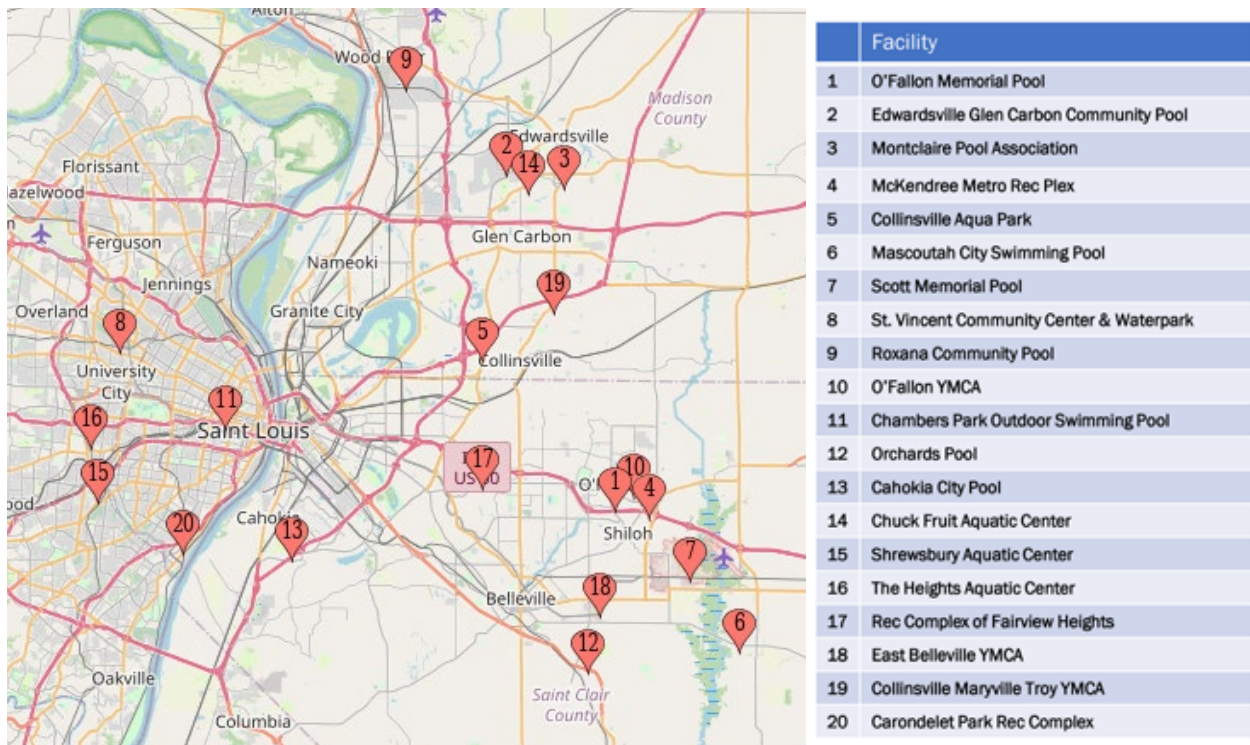 Alton
Wood
9
Madison
County
Edwardsville
2
14
3
Florissant
azelwood
Glen Carbon
Ferguson
Nameoki
Jennings
19
Overland
Granite City
8
5
Collinsville
University
City
11
16
Saint Louis
17
US
15
10
1
4
20
Cahokia
13
Shiloh
7
18
Belleville
6
12
Oakville
Saint Clair
County
Columbia
Facility
1 O'Fallon Memorial Pool
2 Edwardsville Glen Carbon Community Pool
3 Montclaire Pool Association
4 McKendree Metro Rec Plex
5 Collinsville Aqua Park
6 Mascoutah City Swimming Pool
7 Scott Memorial Pool
8 St. Vincent Community Center & Waterpark
9 Roxana Community Pool
10 O'Fallon YMCA
11 Chambers Park Outdoor Swimming Pool
12 Orchards Pool
13 Cahokia City Pool
14 Chuck Fruit Aquatic Center
15 Shrewsbury Aquatic Center
16 The Heights Aquatic Center
17 Rec Complex of Fairview Heights
18 East Belleville YMCA
19 Collinsville Maryville Troy YMCA
20 Carondelet Park Rec Complex